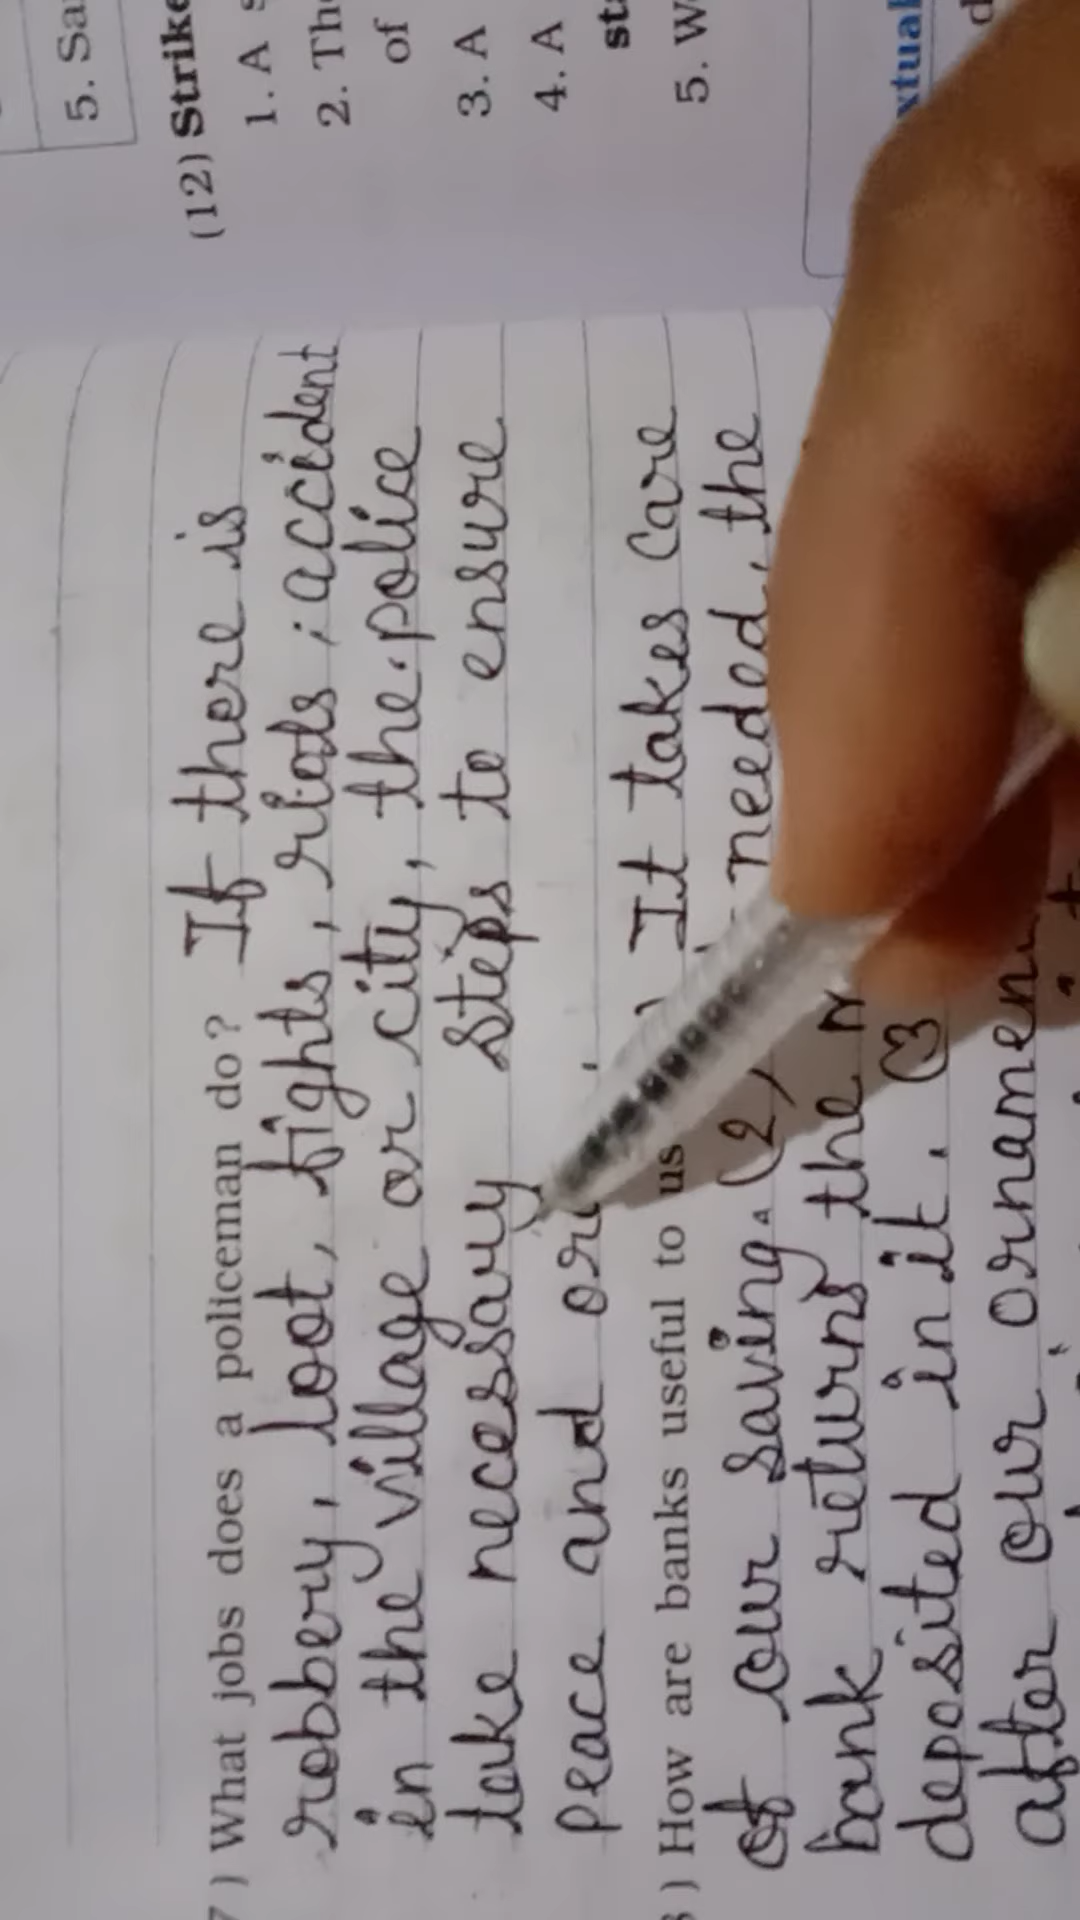 5. Sa
(12) Strike
1. A s
2. The
of
3. A
4. A
st
5. W
xtual
7) What jobs does a policeman do? If there is
robbery, loot, fights, riots, accident
in the village or city, the police
take necessary steps to ensure
peace and or
) How are banks useful to us It takes care
of our saving. (2) needed, the
bank returns the
deposited in it. (3
after our ornamen